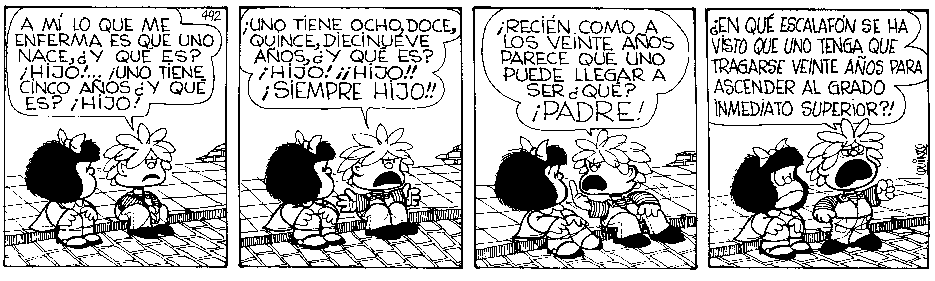 492
A MÍ LO QUE ME
ENFERMA ES QUE UNO
NACE, ¿Y QUÉ ES?
¡HIJO!... ¡UNO TIENE
CINCO AÑOS ¿Y QUÉ
ES? ¡HIJO!
¡UNO TIENE OCHO, DOCE,
QUINCE, DIECINUEVE
AÑOS, ¿Y QUÉ ES?
¡HIJO! ¡¡HIJO!!
¡SIEMPRE HIJO!!
¡RECIÉN COMO A
LOS VEINTE AÑOS
PARECE QUE UNO
PUEDE LLEGAR A
SER ¿QUÉ?
¡PADRE!
¿EN QUÉ ESCALAFÓN SE HA
VISTO QUE UNO TENGA QUE
TRAGARSE VEINTE AÑOS PARA
ASCENDER AL GRADO
INMEDIATO SUPERIOR?!
QUINO